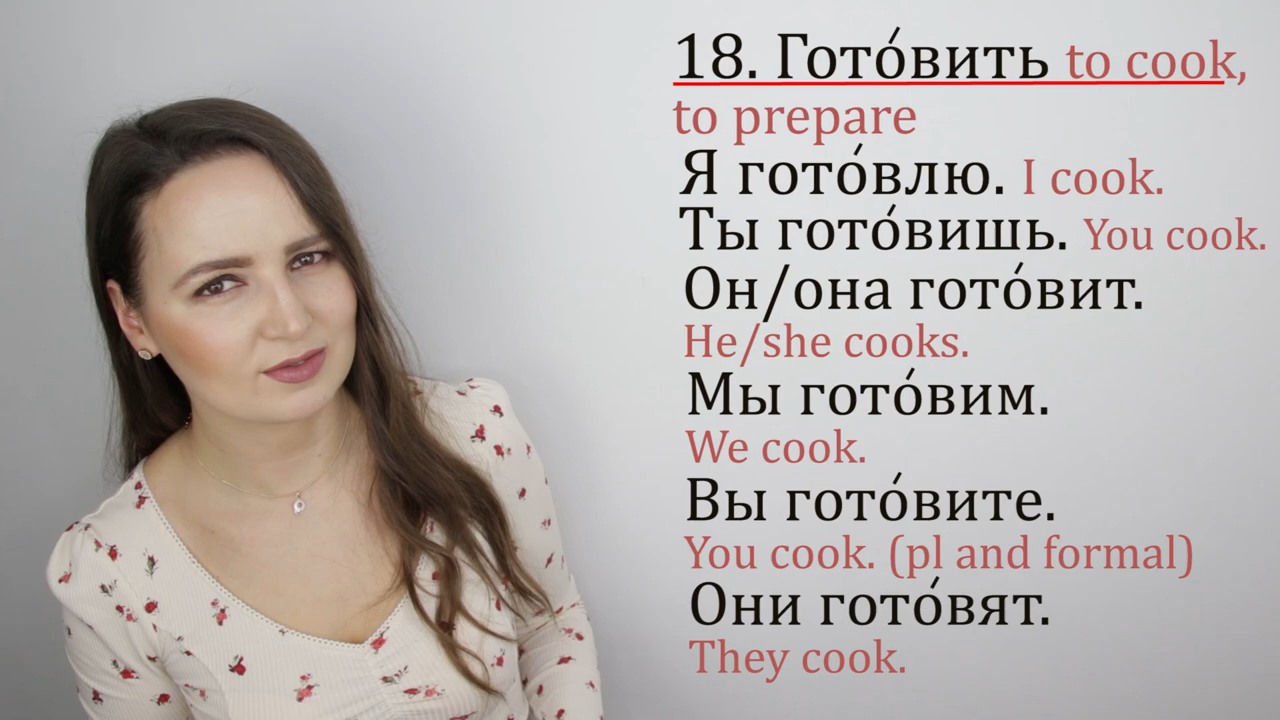 18. Гото́вить to cook,
to prepare
Я гото́влю. I cook.
Ты гото́вишь. You cook.
Он/она гото́вит.
He/she cooks.
Мы гото́вим.
We cook.
Вы гото́вите.
You cook. (pl and formal)
Они гото́вят.
They cook.